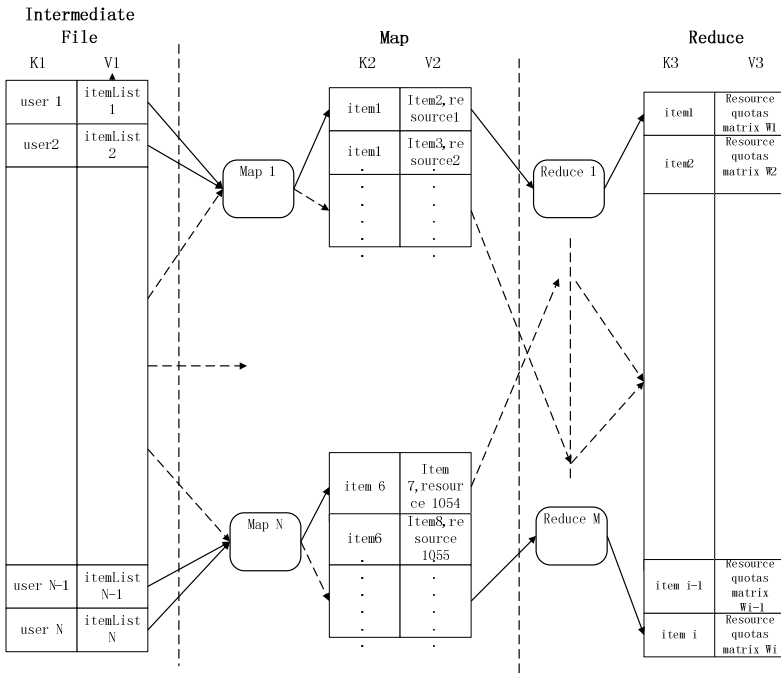 Intermediate
File
Map
Reduce
K1
V1
K2
V2
K3
V3
user 1
itemList
1
user2
itemList
2
user N-1
itemList
N-1
user N
itemList
N
Map 1
Map N
item1
Item2,re
source1
item1
Item3,re
source2
item 6
Item
7,resour
ce 1054
item6
Item8,re
source
1055
Reduce 1
Reduce M
item1
Resource
quotas
matrix W1
item2
Resource
quotas
matrix W2
item i-1
Resource
quotas
matrix
Wi-1
item i
Resource
quotas
matrix Wi